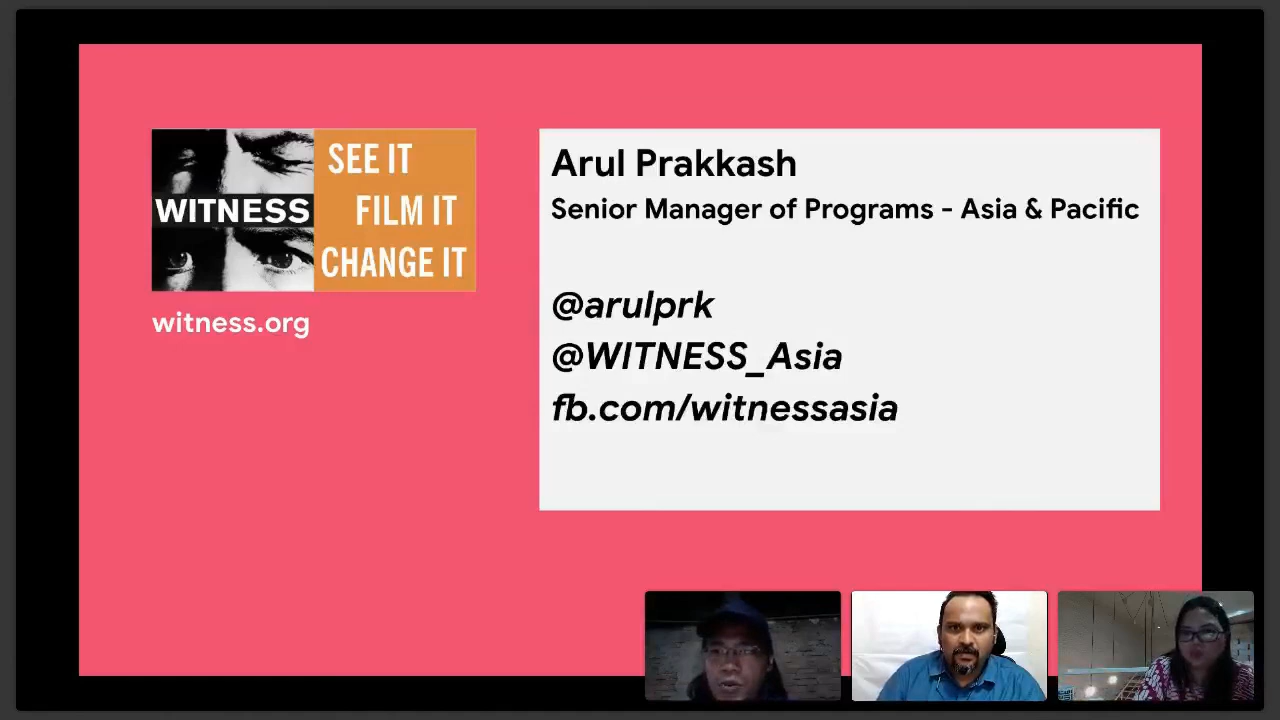 WITNESS
SEE IT
FILM IT
CHANGE IT
witness.org
Arul Prakkash
Senior Manager of Programs - Asia & Pacific
@arulprk
@WITNESS_Asia
fb.com/witnessasia